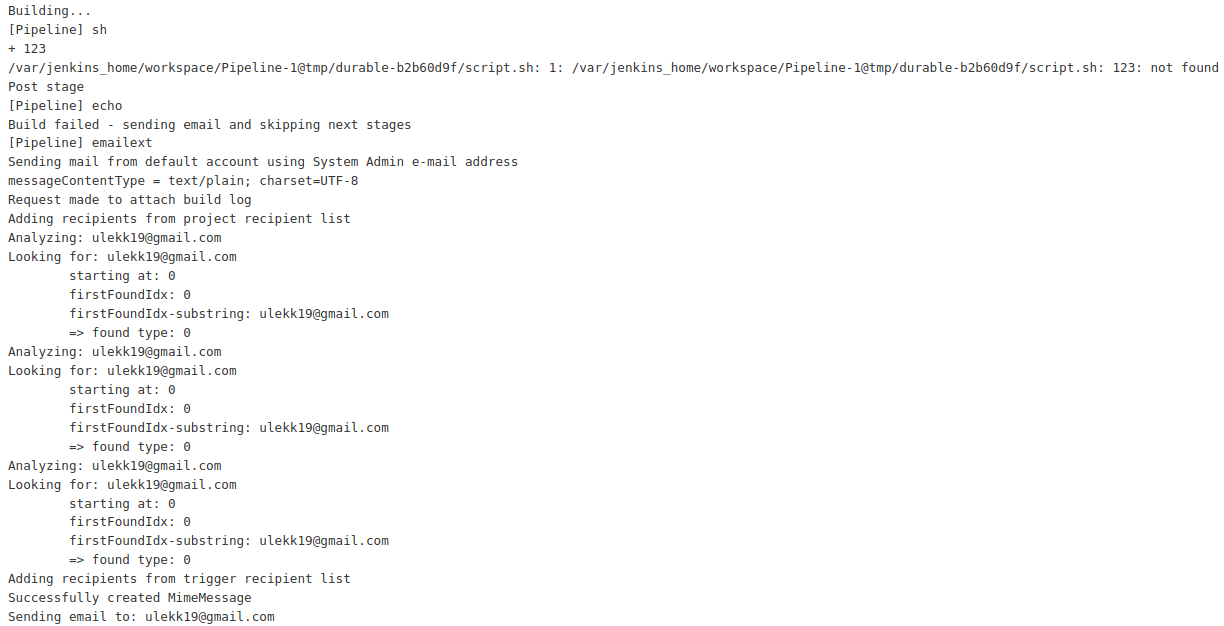 Building...
[Pipeline] sh
+ 123
/var/jenkins_home/workspace/Pipeline-1@tmp/durable-b2b60d9f/script.sh: 1: /var/jenkins_home/workspace/Pipeline-1@tmp/durable-b2b60d9f/script.sh: 123: not found
Post stage
[Pipeline] echo
Build failed - sending email and skipping next stages
[Pipeline] emailext
Sending mail from default account using System Admin e-mail address
messageContentType = text/plain; charset=UTF-8
Request made to attach build log
Adding recipients from project recipient list
Analyzing: ulekk19@gmail.com
Looking for: ulekk19@gmail.com
	starting at: 0
	firstFoundIdx: 0
	firstFoundIdx-substring: ulekk19@gmail.com
	=> found type: 0
Analyzing: ulekk19@gmail.com
Looking for: ulekk19@gmail.com
	starting at: 0
	firstFoundIdx: 0
	firstFoundIdx-substring: ulekk19@gmail.com
	=> found type: 0
Analyzing: ulekk19@gmail.com
Looking for: ulekk19@gmail.com
	starting at: 0
	firstFoundIdx: 0
	firstFoundIdx-substring: ulekk19@gmail.com
	=> found type: 0
Adding recipients from trigger recipient list
Successfully created MimeMessage
Sending email to: ulekk19@gmail.com